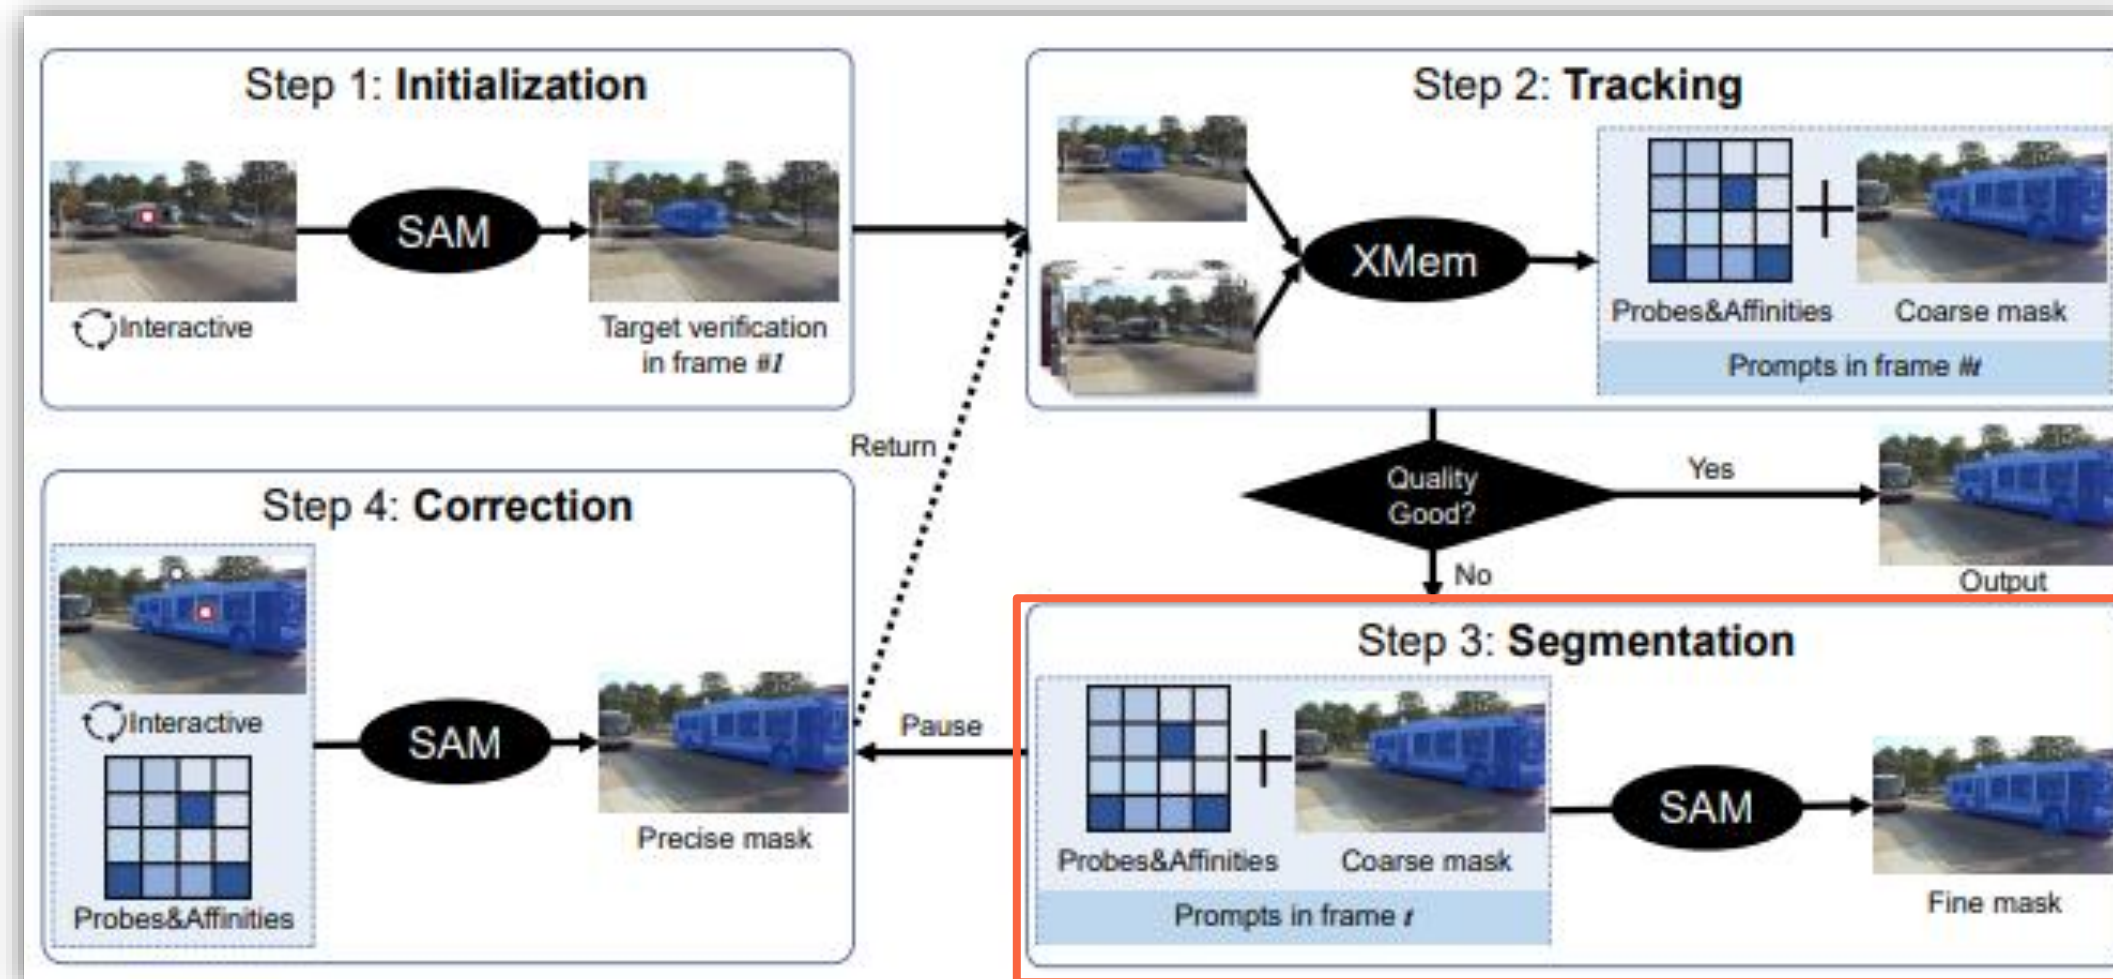 Step 1: Initialization
SAM
Interactive
Target verification
in frame #1
Step 2: Tracking
XMem
Probes&Affinities
Coarse mask
Prompts in frame #t
Return
Quality
Good?
Yes
No
Output
Step 4: Correction
Interactive
SAM
Precise mask
Probes&Affinities
Pause
Step 3: Segmentation
SAM
Probes&Affinities
Coarse mask
Prompts in frame t
Fine mask